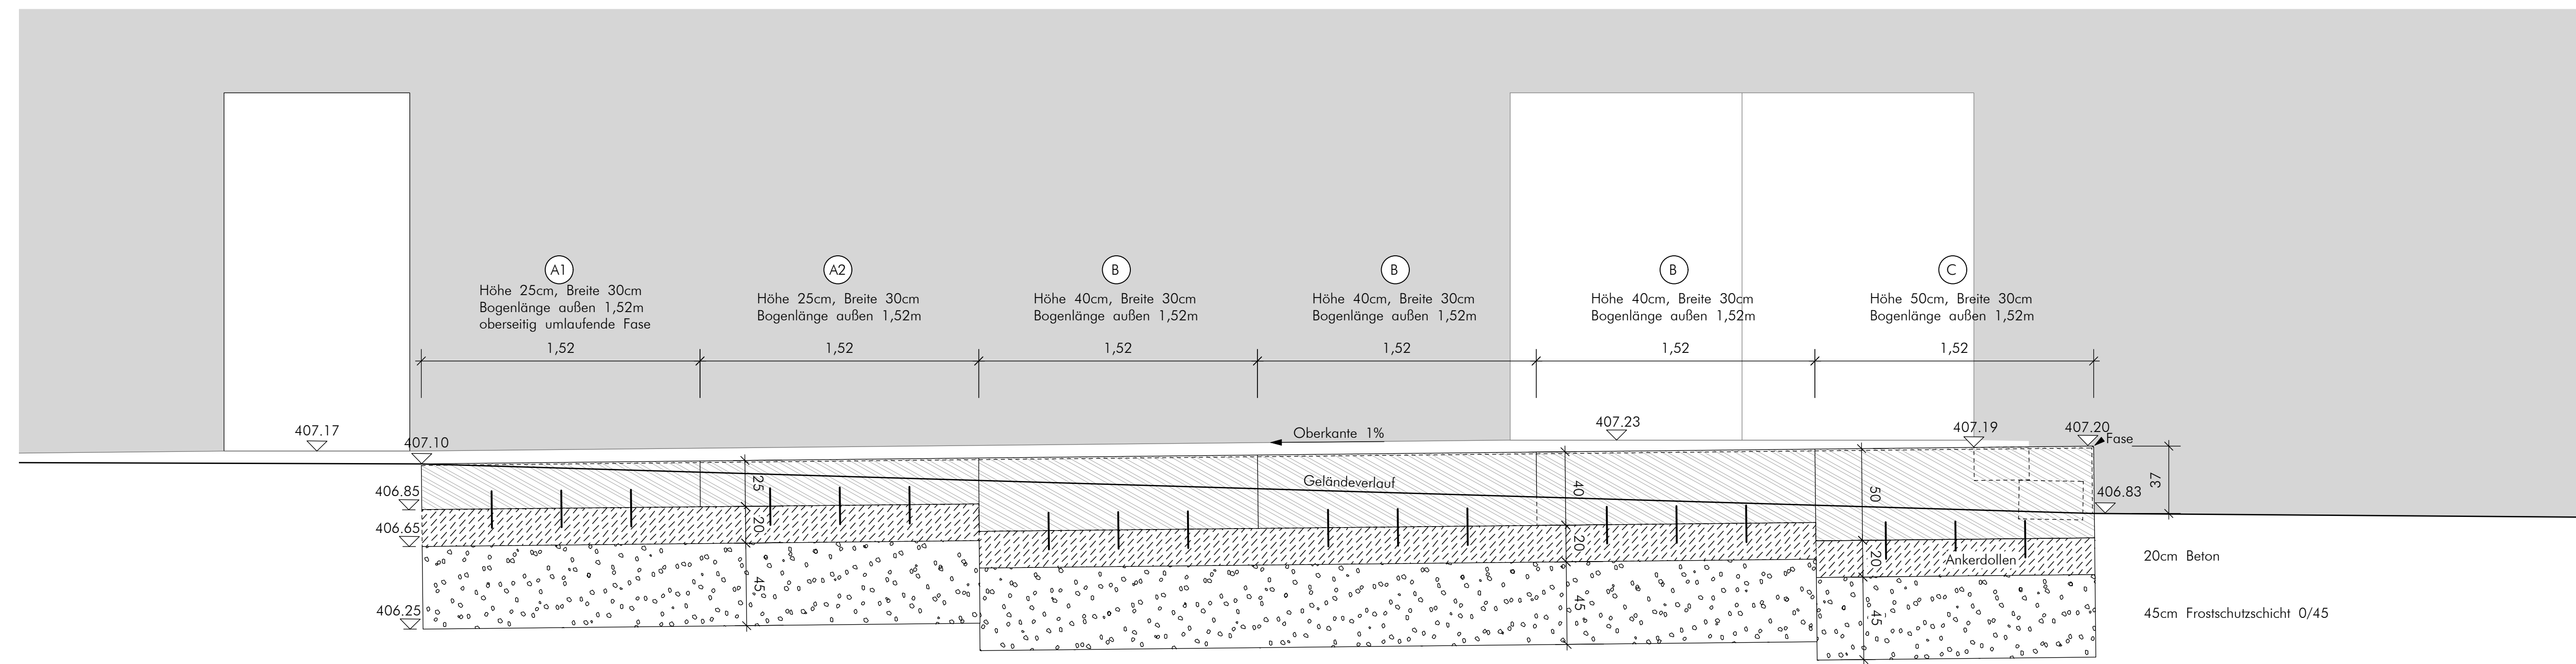 A1
Höhe 25cm, Breite 30cm
Bogenlänge außen 1,52m
oberseitig umlaufende Fase
1,52
A2
Höhe 25cm, Breite 30cm
Bogenlänge außen 1,52m
1,52
B
Höhe 40cm, Breite 30cm
Bogenlänge außen 1,52m
1,52
B
Höhe 40cm, Breite 30cm
Bogenlänge außen 1,52m
1,52
B
Höhe 40cm, Breite 30cm
Bogenlänge außen 1,52m
1,52
C
Höhe 50cm, Breite 30cm
Bogenlänge außen 1,52m
1,52
407.17
407.10
Oberkante 1%
407.23
407.19
407.20
Fase
406.85
406.65
406.25
25
20
45
Geländeverlauf
40
20
45
50
20
45
Ankerdollen
37
406.83
20cm Beton
45cm Frostschutzschicht 0/45